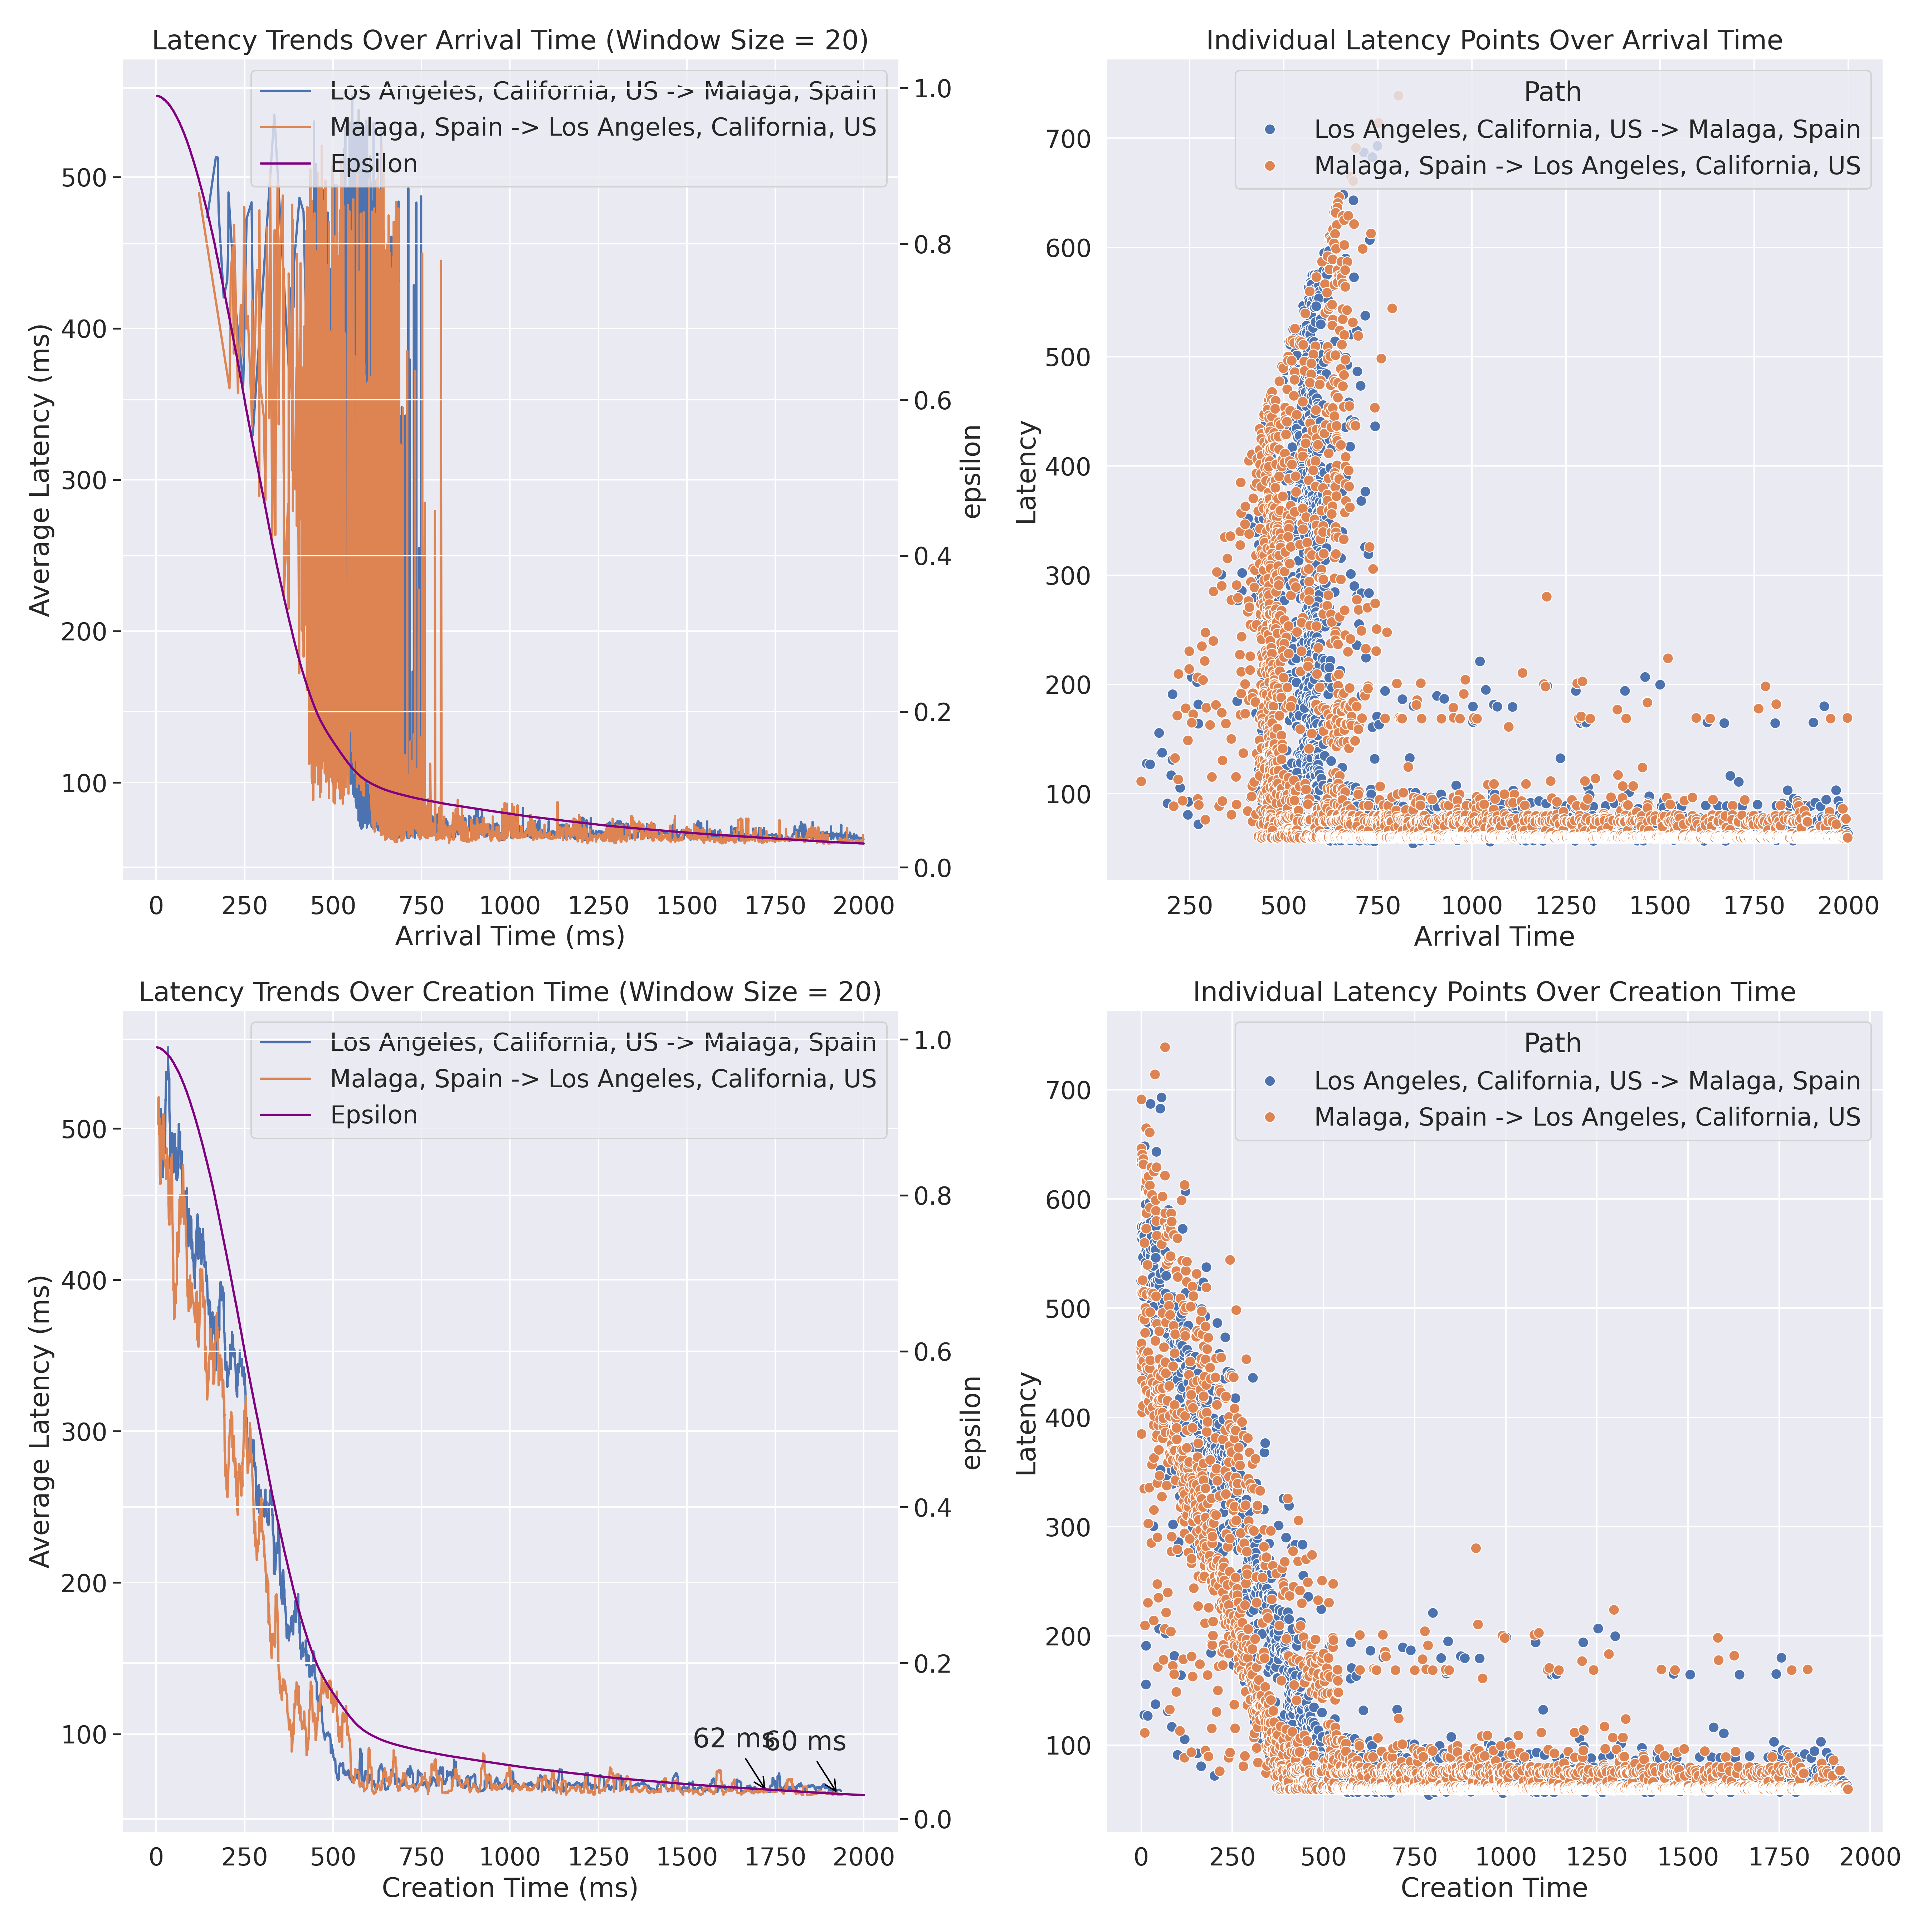 Latency Trends Over Arrival Time (Window Size = 20)
Los Angeles, California, US -> Malaga, Spain
Malaga, Spain -> Los Angeles, California, US
Epsilon
500
400
300
200
100
Average Latency (ms)
1.0
0.8
0.6
0.4
0.2
0.0
epsilon
0 250 500 750 1000 1250 1500 1750 2000
Arrival Time (ms)
Individual Latency Points Over Arrival Time
Path
Los Angeles, California, US -> Malaga, Spain
Malaga, Spain -> Los Angeles, California, US
700
600
500
400
300
200
100
Latency
250 500 750 1000 1250 1500 1750 2000
Arrival Time
Latency Trends Over Creation Time (Window Size = 20)
Los Angeles, California, US -> Malaga, Spain
Malaga, Spain -> Los Angeles, California, US
Epsilon
500
400
300
200
100
Average Latency (ms)
62 ms
60 ms
1.0
0.8
0.6
0.4
0.2
0.0
epsilon
0 250 500 750 1000 1250 1500 1750 2000
Creation Time (ms)
Individual Latency Points Over Creation Time
Path
Los Angeles, California, US -> Malaga, Spain
Malaga, Spain -> Los Angeles, California, US
700
600
500
400
300
200
100
Latency
0 250 500 750 1000 1250 1500 1750 2000
Creation Time